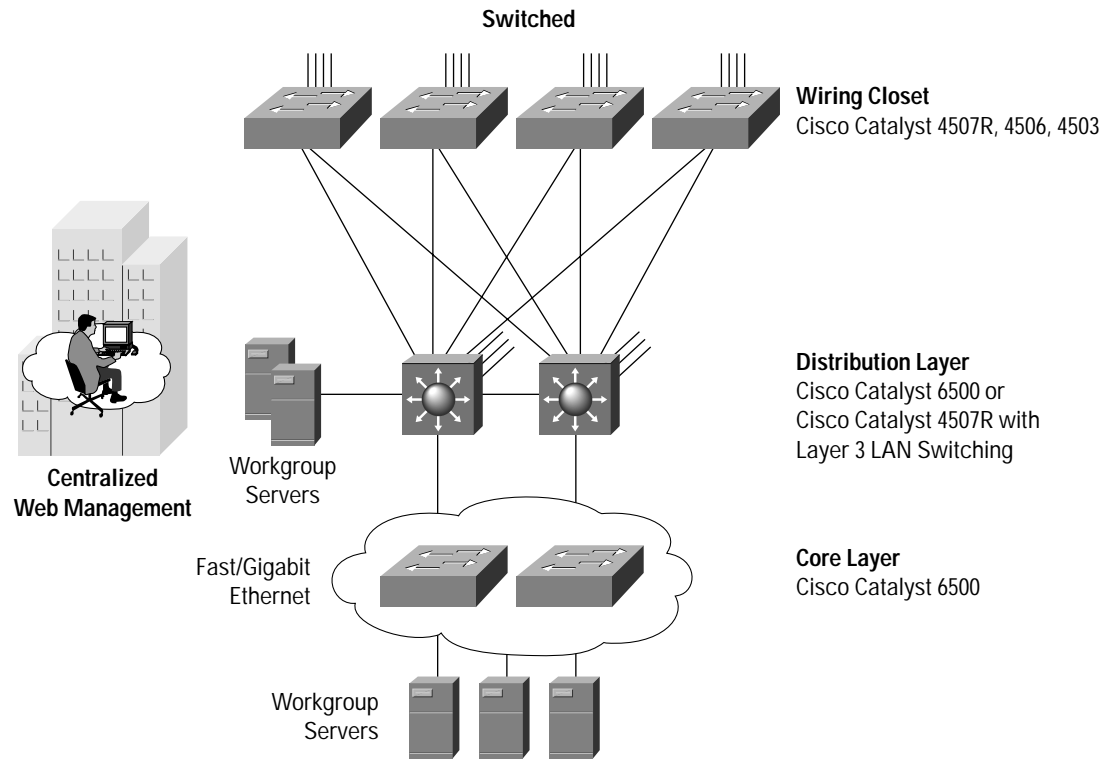 Switched
Wiring Closet
Cisco Catalyst 4507R, 4506, 4503
Distribution Layer
Cisco Catalyst 6500 or
Cisco Catalyst 4507R with
Layer 3 LAN Switching
Workgroup
Servers
Centralized
Web Management
Fast/Gigabit
Ethernet
Core Layer
Cisco Catalyst 6500
Workgroup
Servers